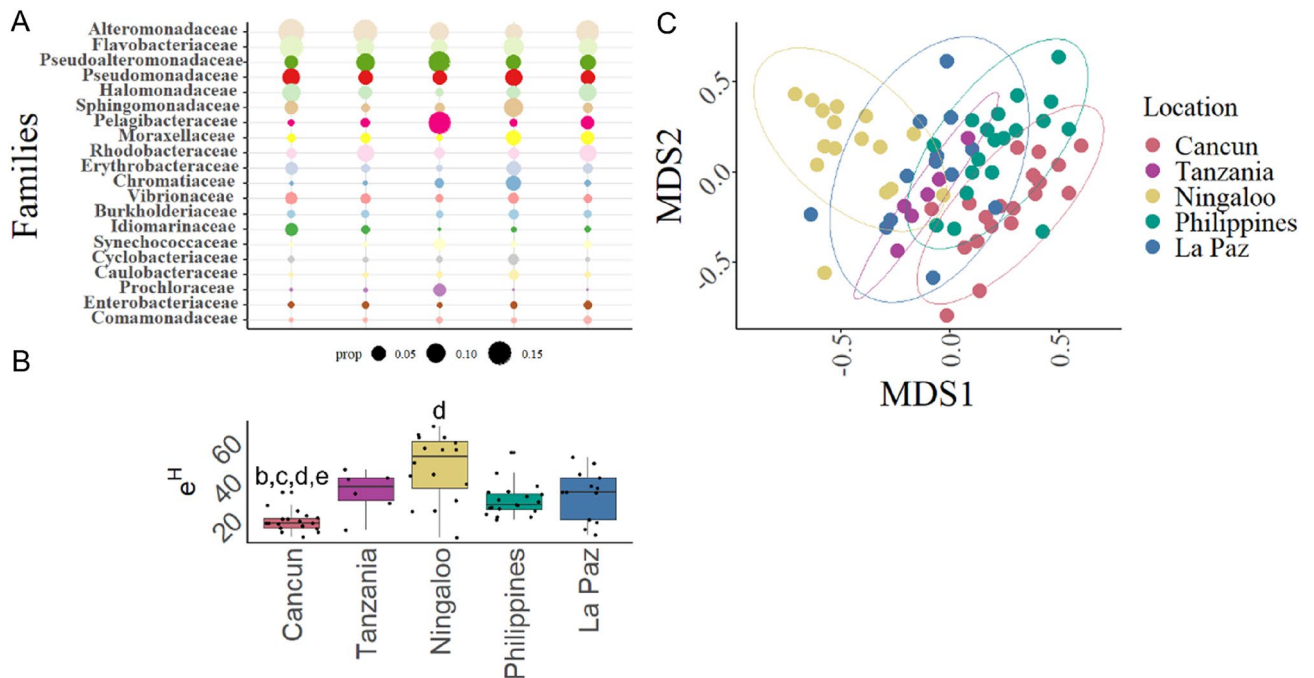 A
Families
Alteromonadaceae
Flavobacteriaceae
Pseudoalteromonadaceae
Pseudomonadaceae
Halomonadaceae
Sphingomonadaceae
Pelagibacteraceae
Moraxellaceae
Rhodobacteraceae
Erythrobacteraceae
Chromatiaceae
Vibrionaceae
Burkholderiaceae
Idiomarinaceae
Synechococcaceae
Cyclobacteriaceae
Caulobacteraceae
Prochloraceae
Enterobacteriaceae
Comamonadaceae
prop 0.05 0.10 0.15
B
e^H
60
40
20
b,c,d,e
d
Cancun
Tanzania
Ningaloo
Philippines
La Paz
C
MDS2
0.5
0.0
-0.5
-0.5 0.0 0.5
MDS1
Location
Cancun
Tanzania
Ningaloo
Philippines
La Paz